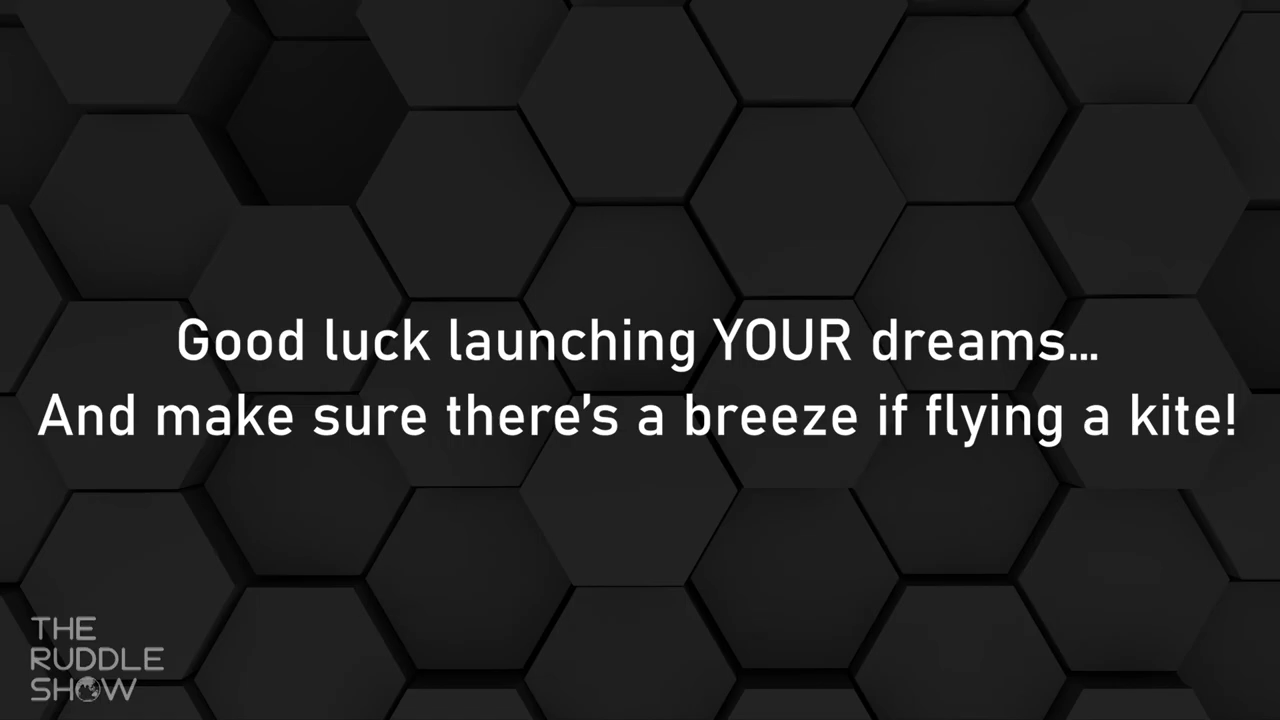 Good luck launching YOUR dreams...
And make sure there's a breeze if flying a kite!
THE
RUDDLE
SHOW